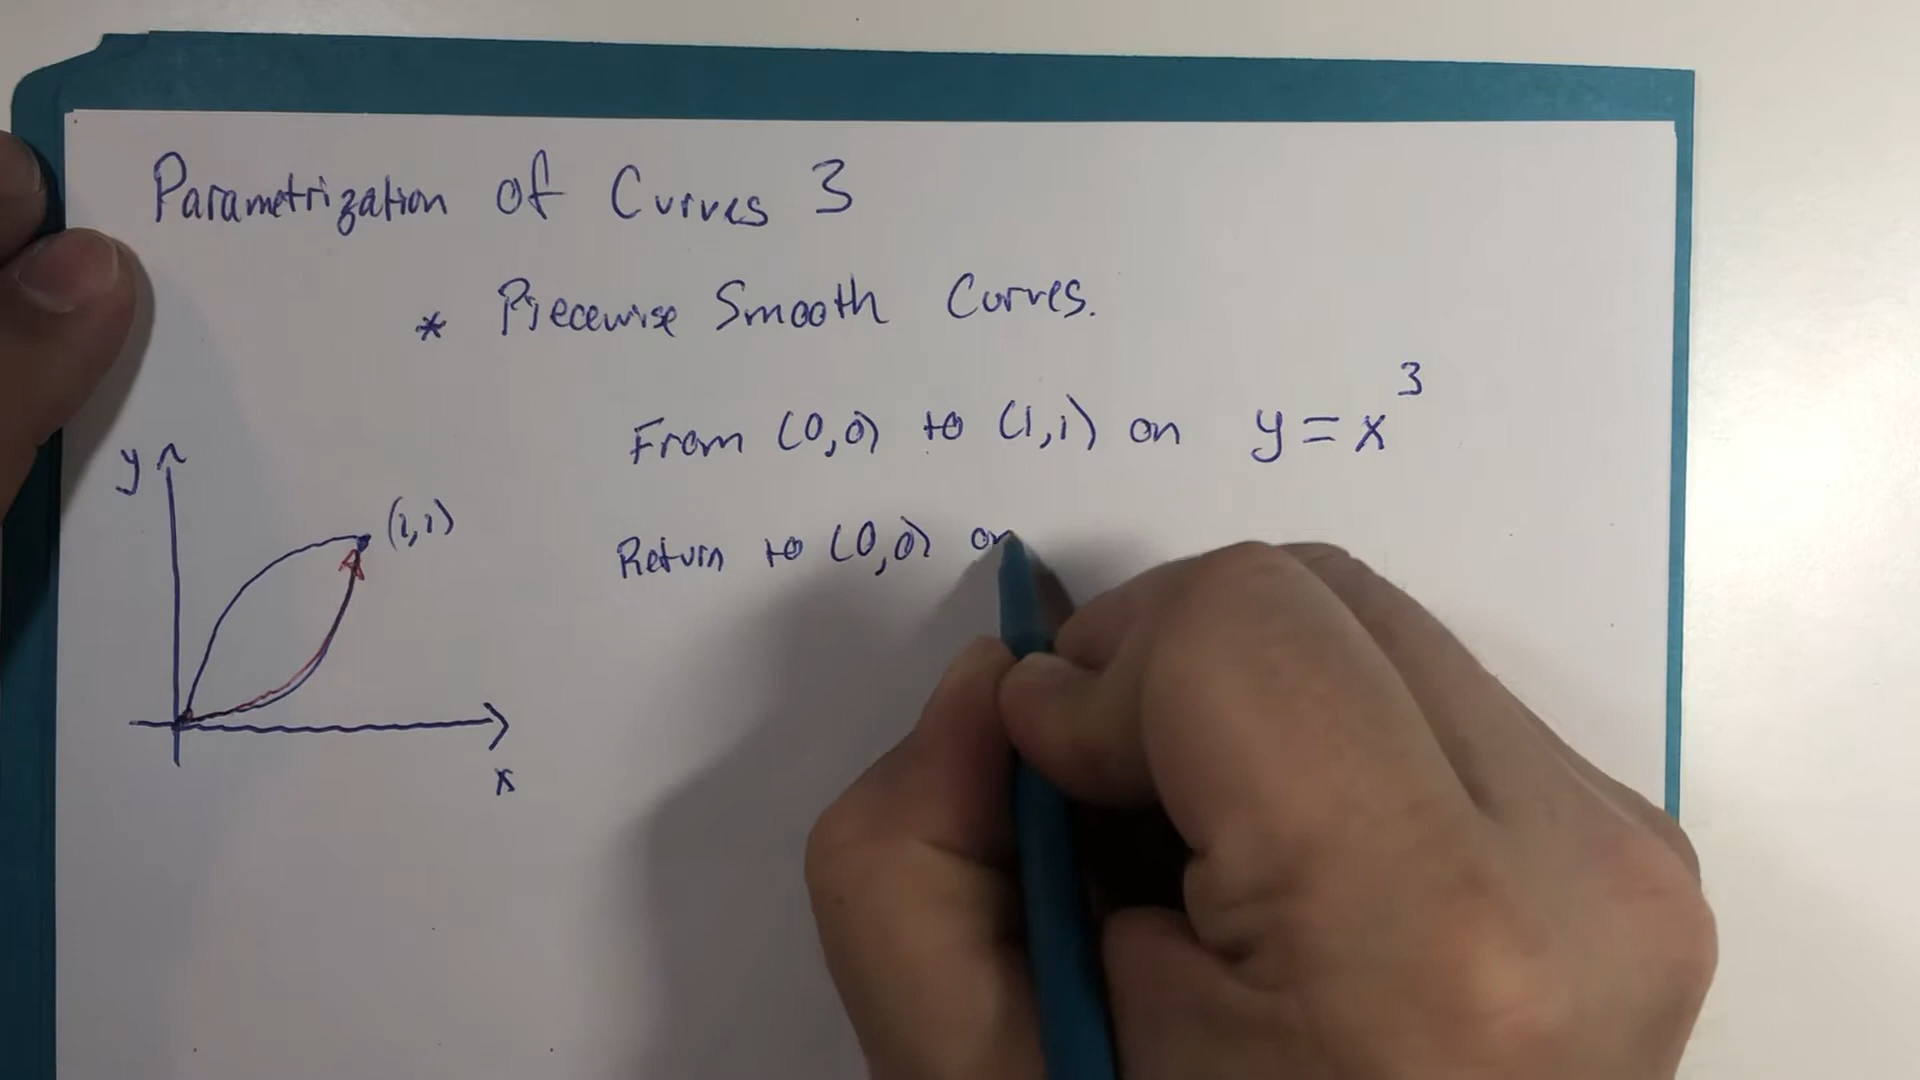 Parametrization of Curves 3
* Piecewise Smooth Curves.
From (0,0) to (1,1) on y = x³
Return to (0,0) on
y
(1,1)
x